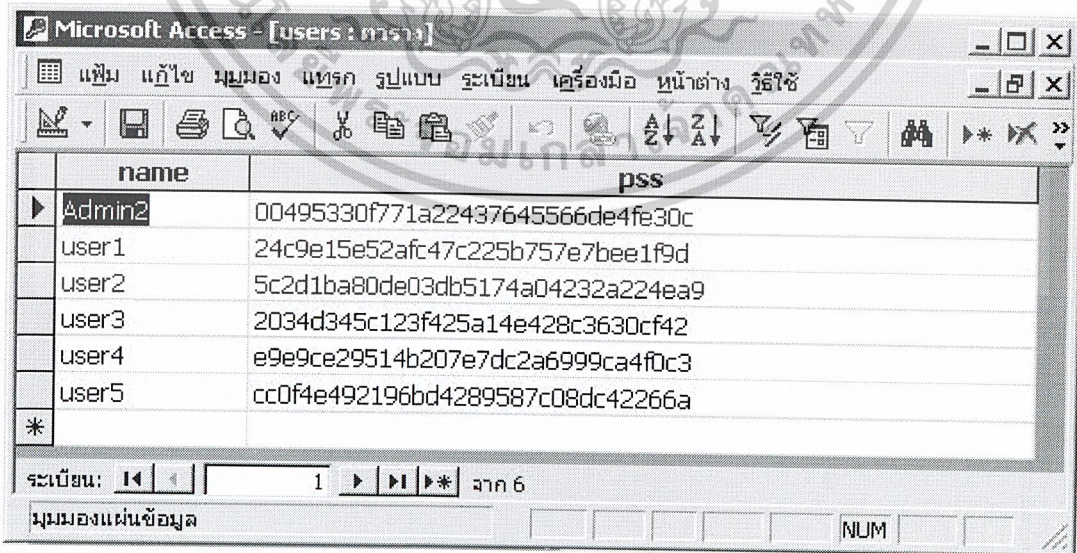 Microsoft Access - [users : ตาราง]
แฟ้ม แก้ไข มุมมอง แทรก รูปแบบ ระเบียน เครื่องมือ หน้าต่าง วิธีใช้
name pss
Admin2 00495330f771a22437645566de4fe30c
user1 24c9e15e52afc47c225b757e7bee1f9d
user2 5c2d1ba80de03db5174a04232a224ea9
user3 2034d345c123f425a14e428c3630cf42
user4 e9e9ce29514b207e7dc2a6999ca4f0c3
user5 cc0f4e492196bd4289587c08dc42266a
ระเบียน: 1 จาก 6
มุมมองแผ่นข้อมูล NUM